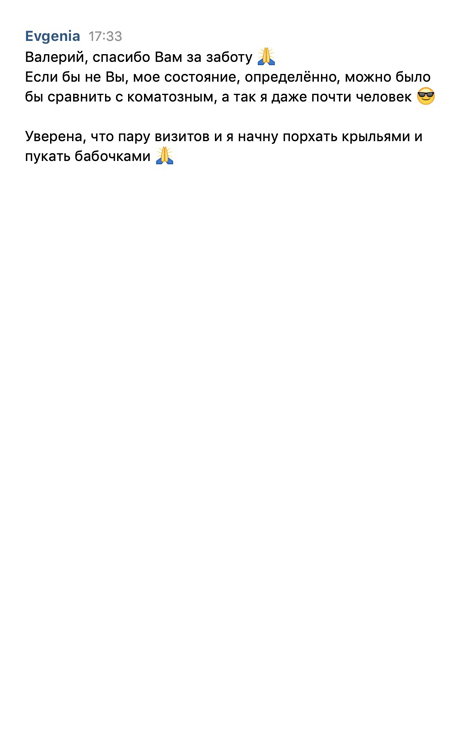 Evgenia 17:33
Валерий, спасибо Вам за заботу 🙏
Если бы не Вы, мое состояние, определённо, можно было
бы сравнить с коматозным, а так я даже почти человек 😎
Уверена, что пару визитов и я начну порхать крыльями и
пукать бабочками 🙏